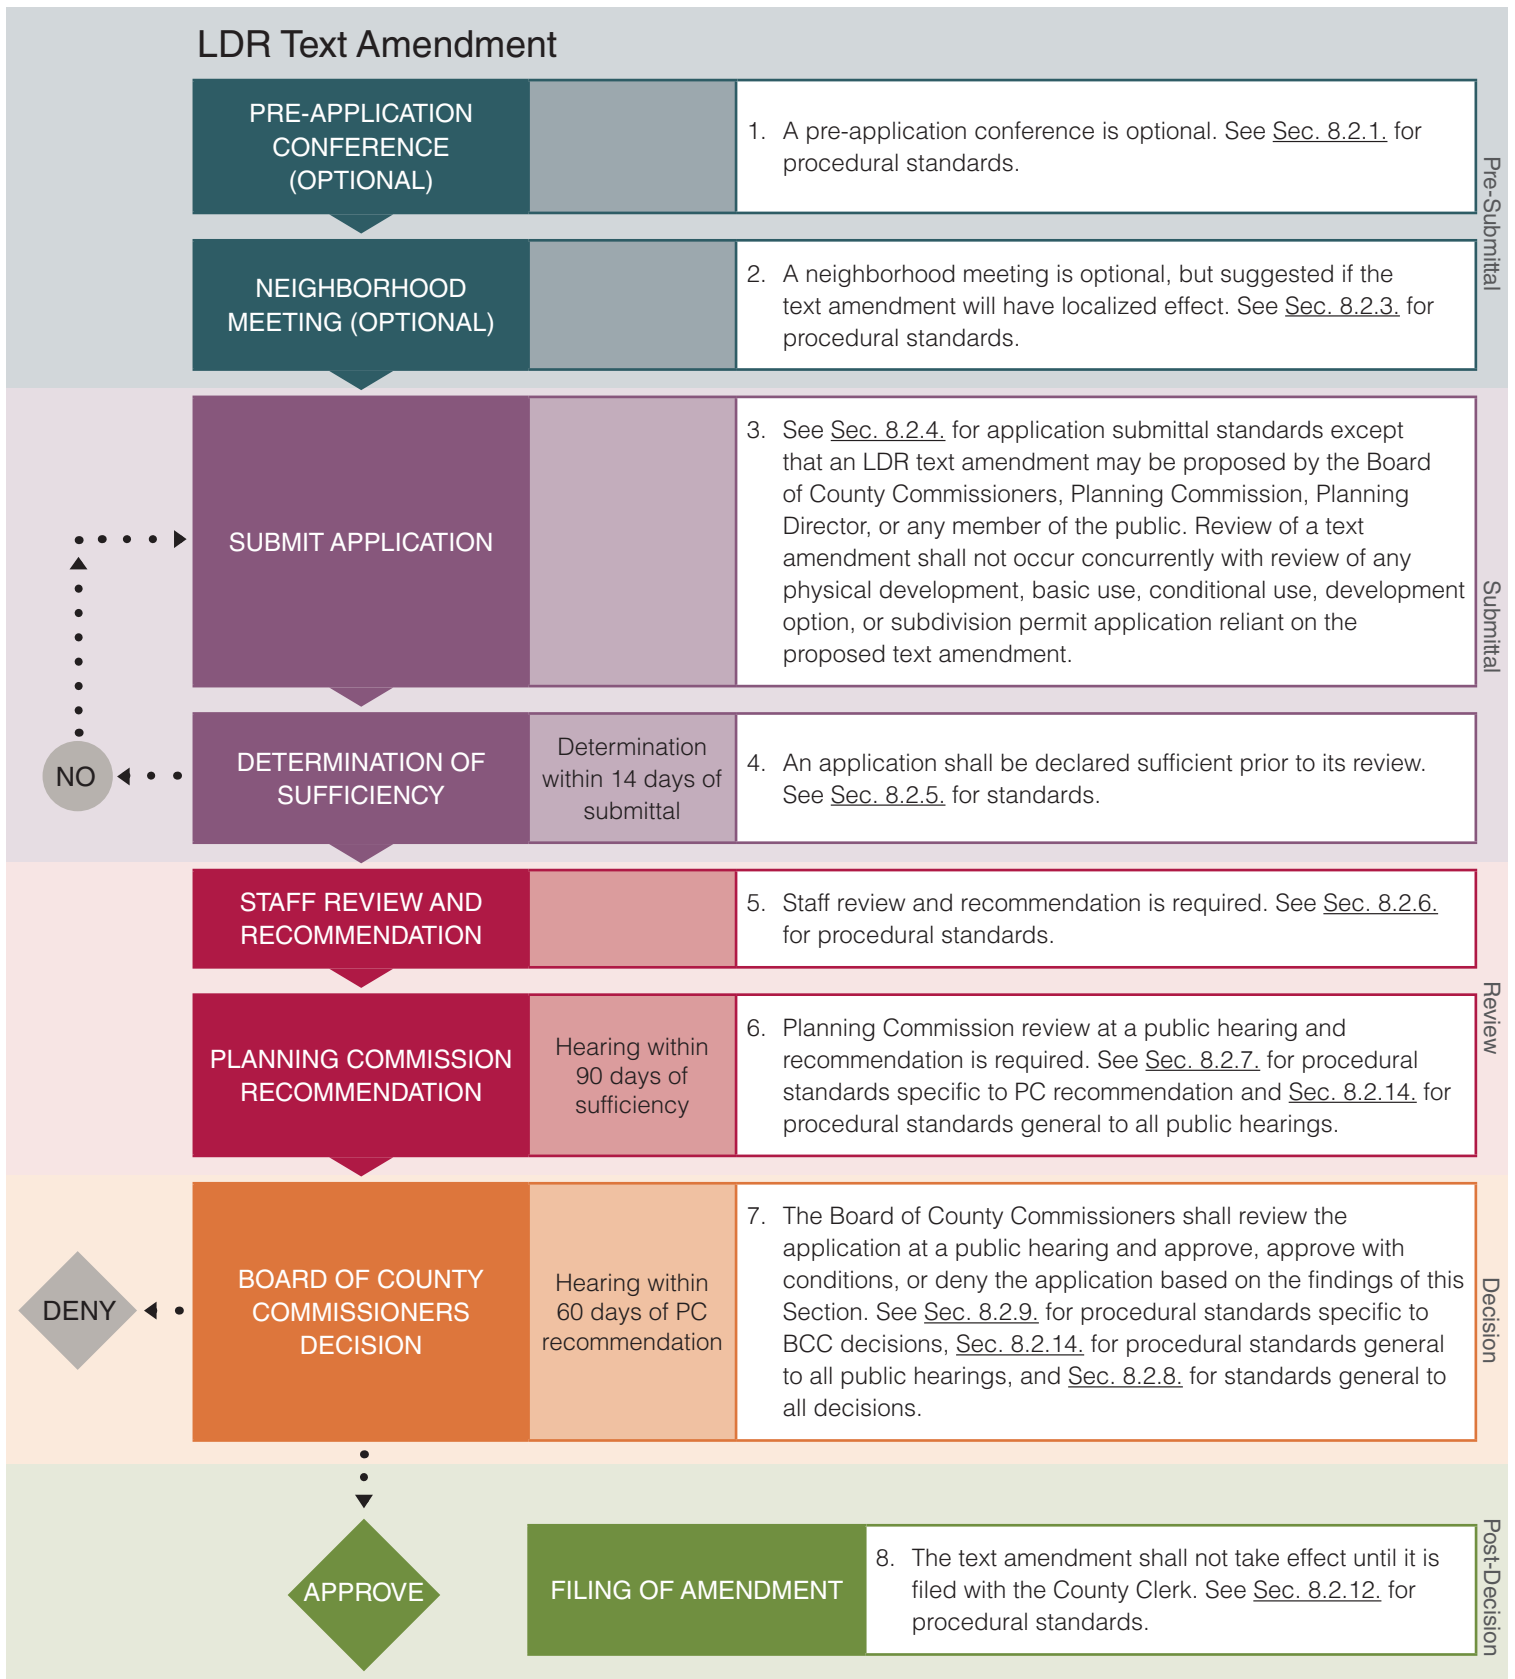 LDR Text Amendment
PRE-APPLICATION
CONFERENCE
(OPTIONAL)
1. A pre-application conference is optional. See Sec. 8.2.1. for
procedural standards.
Pre-Submittal
NEIGHBORHOOD
MEETING (OPTIONAL)
2. A neighborhood meeting is optional, but suggested if the
text amendment will have localized effect. See Sec. 8.2.3. for
procedural standards.
SUBMIT APPLICATION
3. See Sec. 8.2.4. for application submittal standards except
that an LDR text amendment may be proposed by the Board
of County Commissioners, Planning Commission, Planning
Director, or any member of the public. Review of a text
amendment shall not occur concurrently with review of any
physical development, basic use, conditional use, development
option, or subdivision permit application reliant on the
proposed text amendment.
Submittal
NO
DETERMINATION OF
SUFFICIENCY
Determination
within 14 days of
submittal
4. An application shall be declared sufficient prior to its review.
See Sec. 8.2.5. for standards.
STAFF REVIEW AND
RECOMMENDATION
5. Staff review and recommendation is required. See Sec. 8.2.6.
for procedural standards.
Review
PLANNING COMMISSION
RECOMMENDATION
Hearing within
90 days of
sufficiency
6. Planning Commission review at a public hearing and
recommendation is required. See Sec. 8.2.7. for procedural
standards specific to PC recommendation and Sec. 8.2.14. for
procedural standards general to all public hearings.
DENY
BOARD OF COUNTY
COMMISSIONERS
DECISION
Hearing within
60 days of PC
recommendation
7. The Board of County Commissioners shall review the
application at a public hearing and approve, approve with
conditions, or deny the application based on the findings of this
Section. See Sec. 8.2.9. for procedural standards specific to
BCC decisions, Sec. 8.2.14. for procedural standards general
to all public hearings, and Sec. 8.2.8. for standards general to
all decisions.
Decision
APPROVE
FILING OF AMENDMENT
8. The text amendment shall not take effect until it is
filed with the County Clerk. See Sec. 8.2.12. for
procedural standards.
Post-Decision